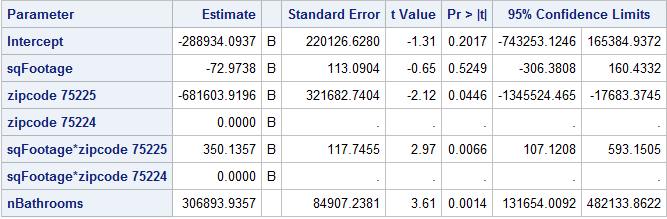 Parameter Estimate Standard Error t Value Pr > |t| 95% Confidence Limits
Intercept -288934.0937 B 220126.6280 -1.31 0.2017 -743253.1246 165384.9372
sqFootage -72.9738 B 113.0904 -0.65 0.5249 -306.3808 160.4332
zipcode 75225 -681603.9196 B 321682.7404 -2.12 0.0446 -1345524.465 -17683.3745
zipcode 75224 0.0000 B . . . . .
sqFootage*zipcode 75225 350.1357 B 117.7455 2.97 0.0066 107.1208 593.1505
sqFootage*zipcode 75224 0.0000 B . . . . .
nBathrooms 306893.9357 84907.2381 3.61 0.0014 131654.0092 482133.8622